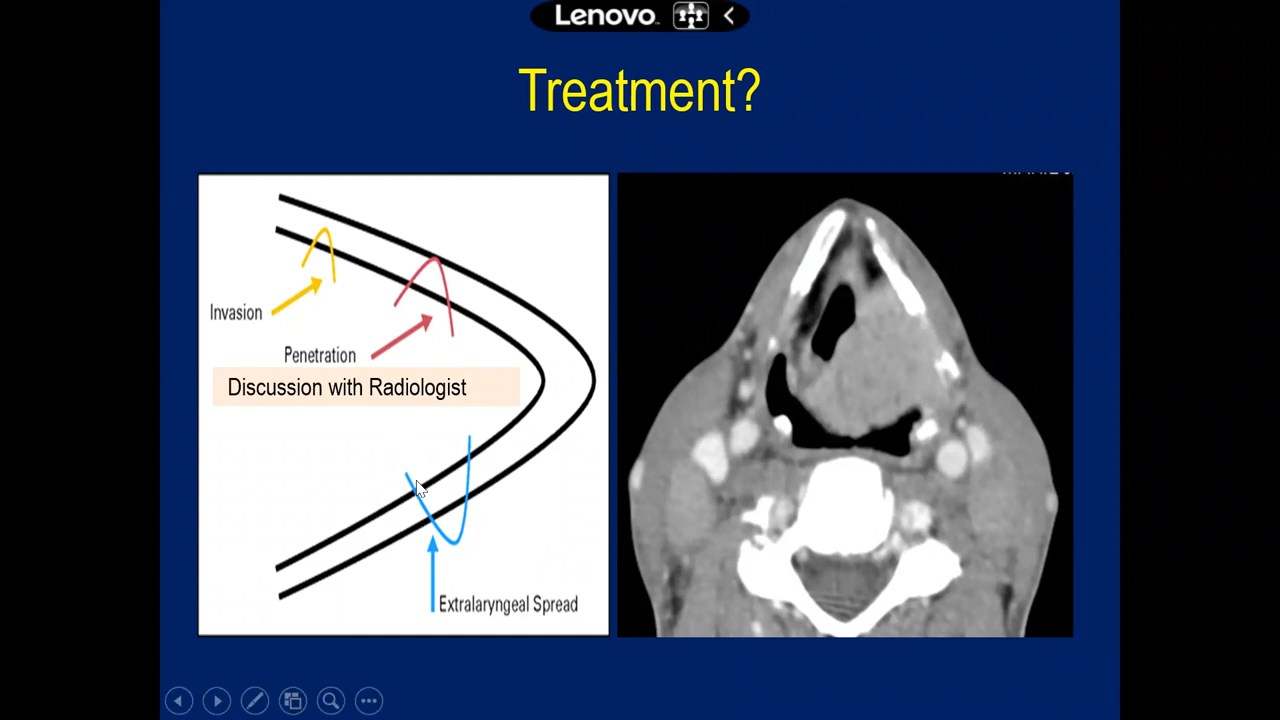 Lenovo
Treatment?
Invasion
Penetration
Discussion with Radiologist
Extralaryngeal Spread